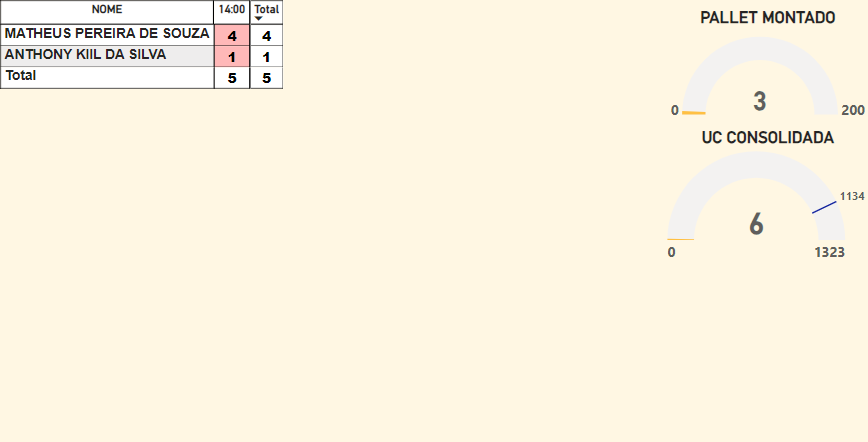 NOME 14:00 Total
MATHEUS PEREIRA DE SOUZA 4 4
ANTHONY KIIL DA SILVA 1 1
Total 5 5
PALLET MONTADO
3
0 200
UC CONSOLIDADA
1134
6
0 1323